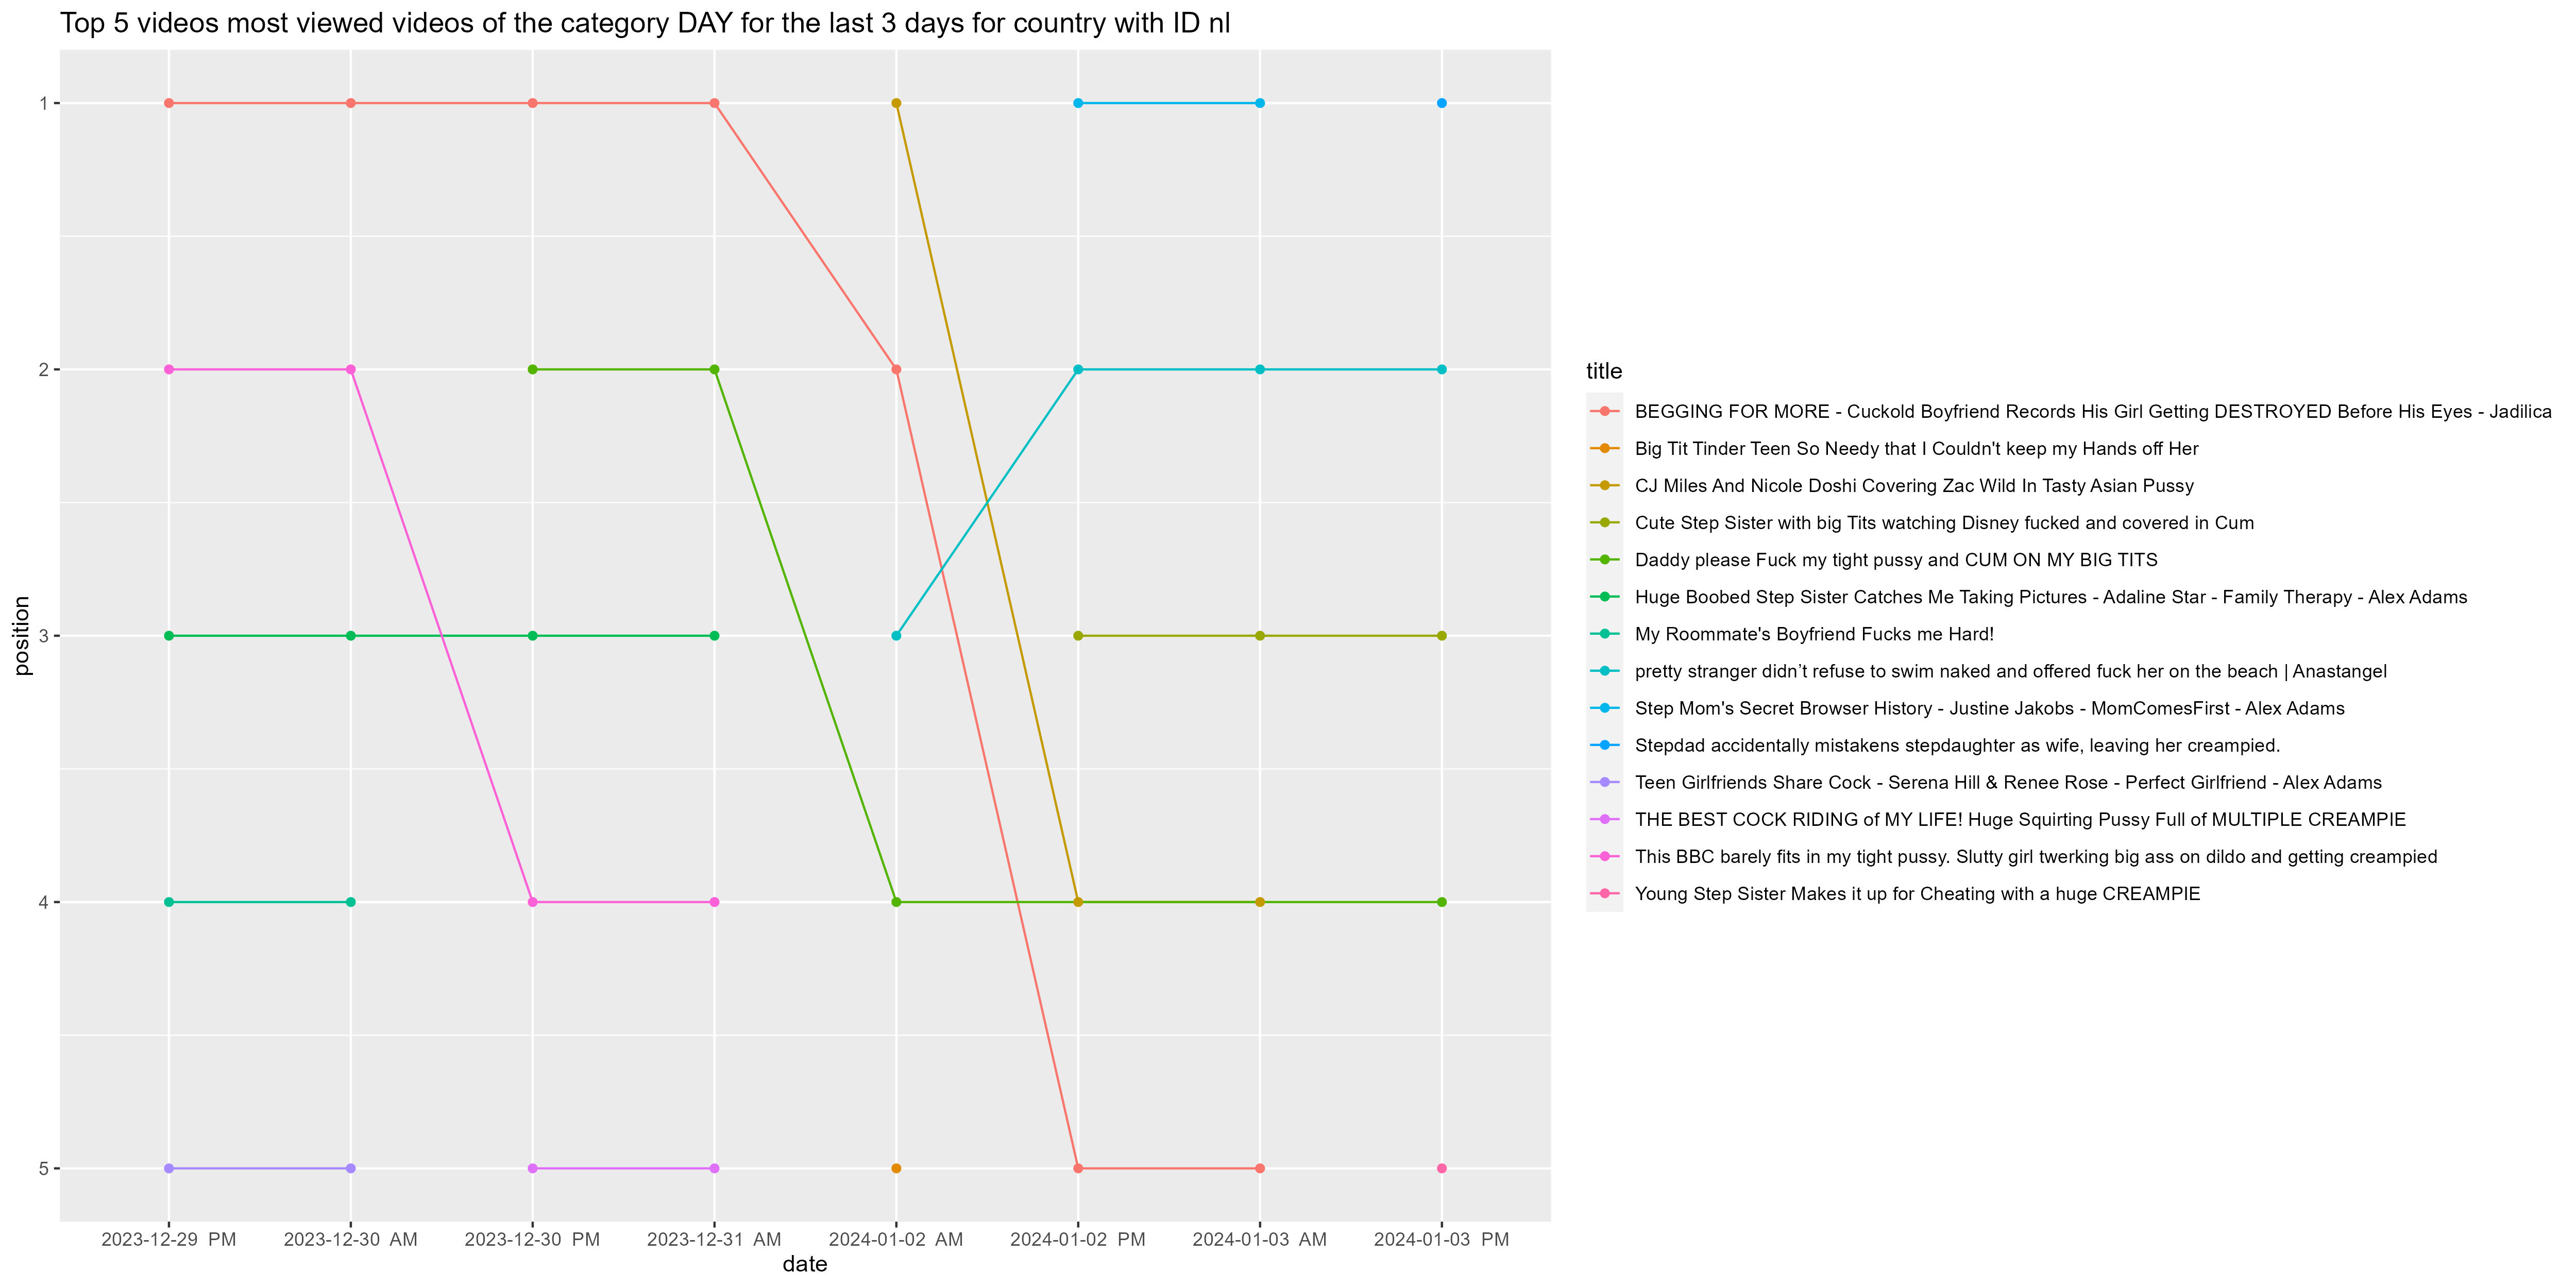 Top 5 videos most viewed videos of the category DAY for the last 3 days for country with ID nl
position
1
2
3
4
5
2023-12-29 PM
2023-12-30 AM
2023-12-30 PM
2023-12-31 AM
2024-01-02 AM
2024-01-02 PM
2024-01-03 AM
2024-01-03 PM
date
title
BEGGING FOR MORE - Cuckold Boyfriend Records His Girl Getting DESTROYED Before His Eyes - Jadilica
Big Tit Tinder Teen So Needy that I Couldn't keep my Hands off Her
CJ Miles And Nicole Doshi Covering Zac Wild In Tasty Asian Pussy
Cute Step Sister with big Tits watching Disney fucked and covered in Cum
Daddy please Fuck my tight pussy and CUM ON MY BIG TITS
Huge Boobed Step Sister Catches Me Taking Pictures - Adaline Star - Family Therapy - Alex Adams
My Roommate's Boyfriend Fucks me Hard!
pretty stranger didn’t refuse to swim naked and offered fuck her on the beach | Anastangel
Step Mom's Secret Browser History - Justine Jakobs - MomComesFirst - Alex Adams
Stepdad accidentally mistakens stepdaughter as wife, leaving her creampied.
Teen Girlfriends Share Cock - Serena Hill & Renee Rose - Perfect Girlfriend - Alex Adams
THE BEST COCK RIDING of MY LIFE! Huge Squirting Pussy Full of MULTIPLE CREAMPIE
This BBC barely fits in my tight pussy. Slutty girl twerking big ass on dildo and getting creampied
Young Step Sister Makes it up for Cheating with a huge CREAMPIE